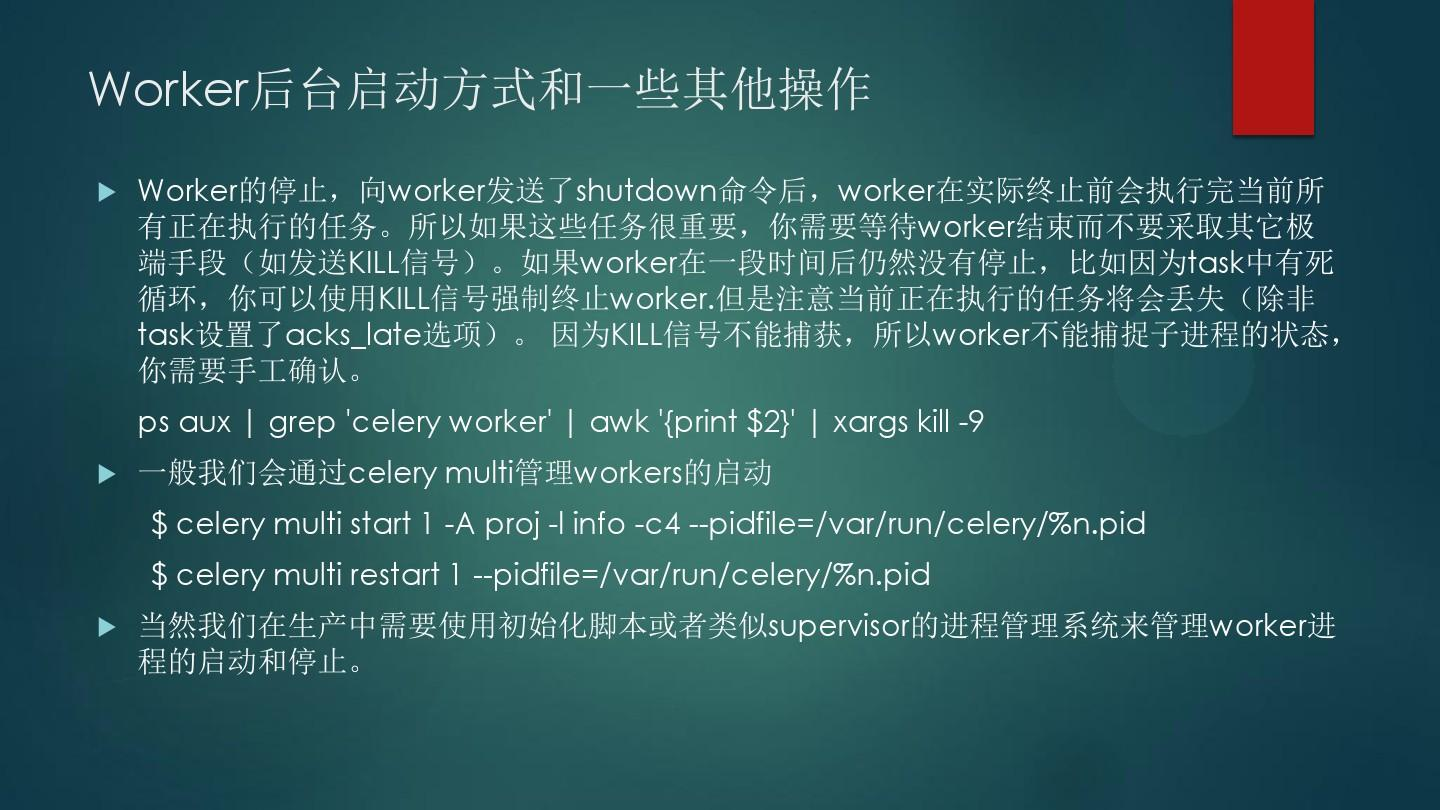 Worker后台启动方式和一些其他操作
Worker的停止，向worker发送了shutdown命令后，worker在实际终止前会执行完当前所
有正在执行的任务。所以如果这些任务很重要，你需要等待worker结束而不要采取其它极
端手段（如发送KILL信号）。如果worker在一段时间后仍然没有停止，比如因为task中有死
循环，你可以使用KILL信号强制终止worker.但是注意当前正在执行的任务将会丢失（除非
task设置了acks_late选项）。 因为KILL信号不能捕获，所以worker不能捕捉子进程的状态，
你需要手工确认。
ps aux | grep 'celery worker' | awk '{print $2}' | xargs kill -9
一般我们会通过celery multi管理workers的启动
$ celery multi start 1 -A proj -l info -c4 --pidfile=/var/run/celery/%n.pid
$ celery multi restart 1 --pidfile=/var/run/celery/%n.pid
当然我们在生产中需要使用初始化脚本或者类似supervisor的进程管理系统来管理worker进
程的启动和停止。